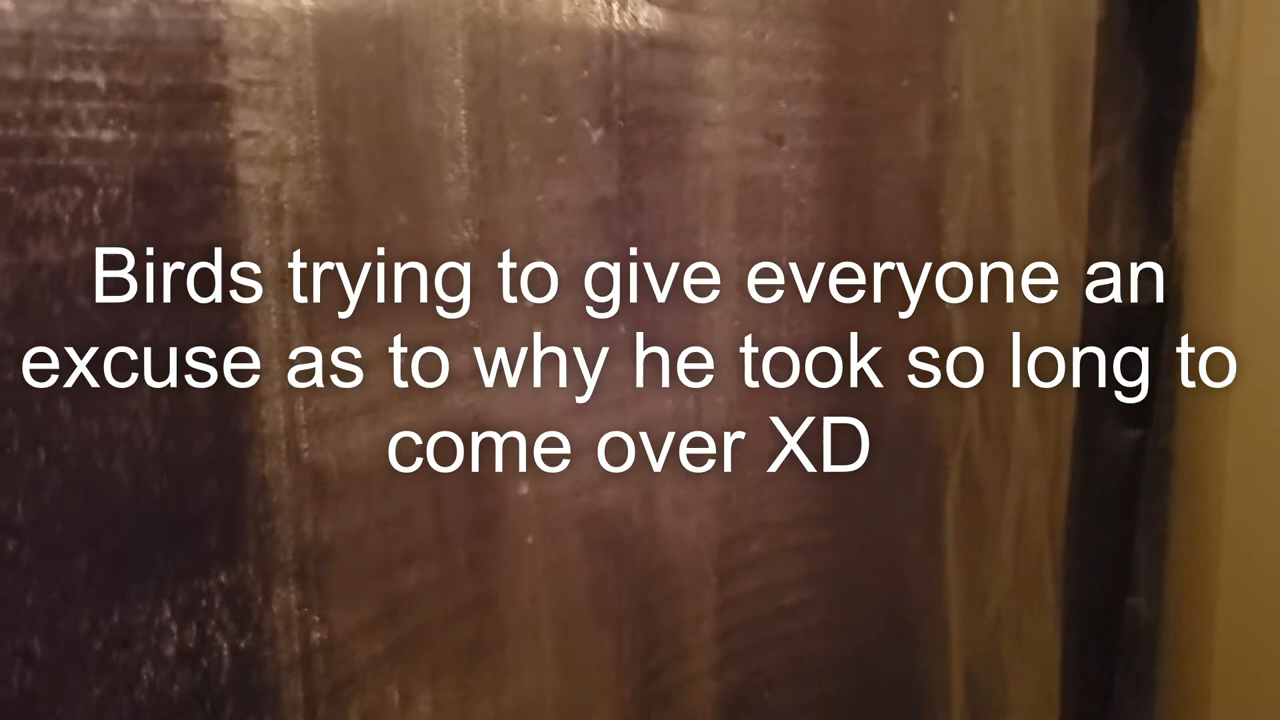 Birds trying to give everyone an
excuse as to why he took so long to
come over XD